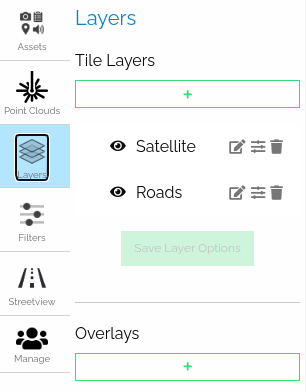 Layers
Assets
Tile Layers
Point Clouds
+
Layers
Satellite
Roads
Filters
Save Layer Options
Streetview
Overlays
Manage
+